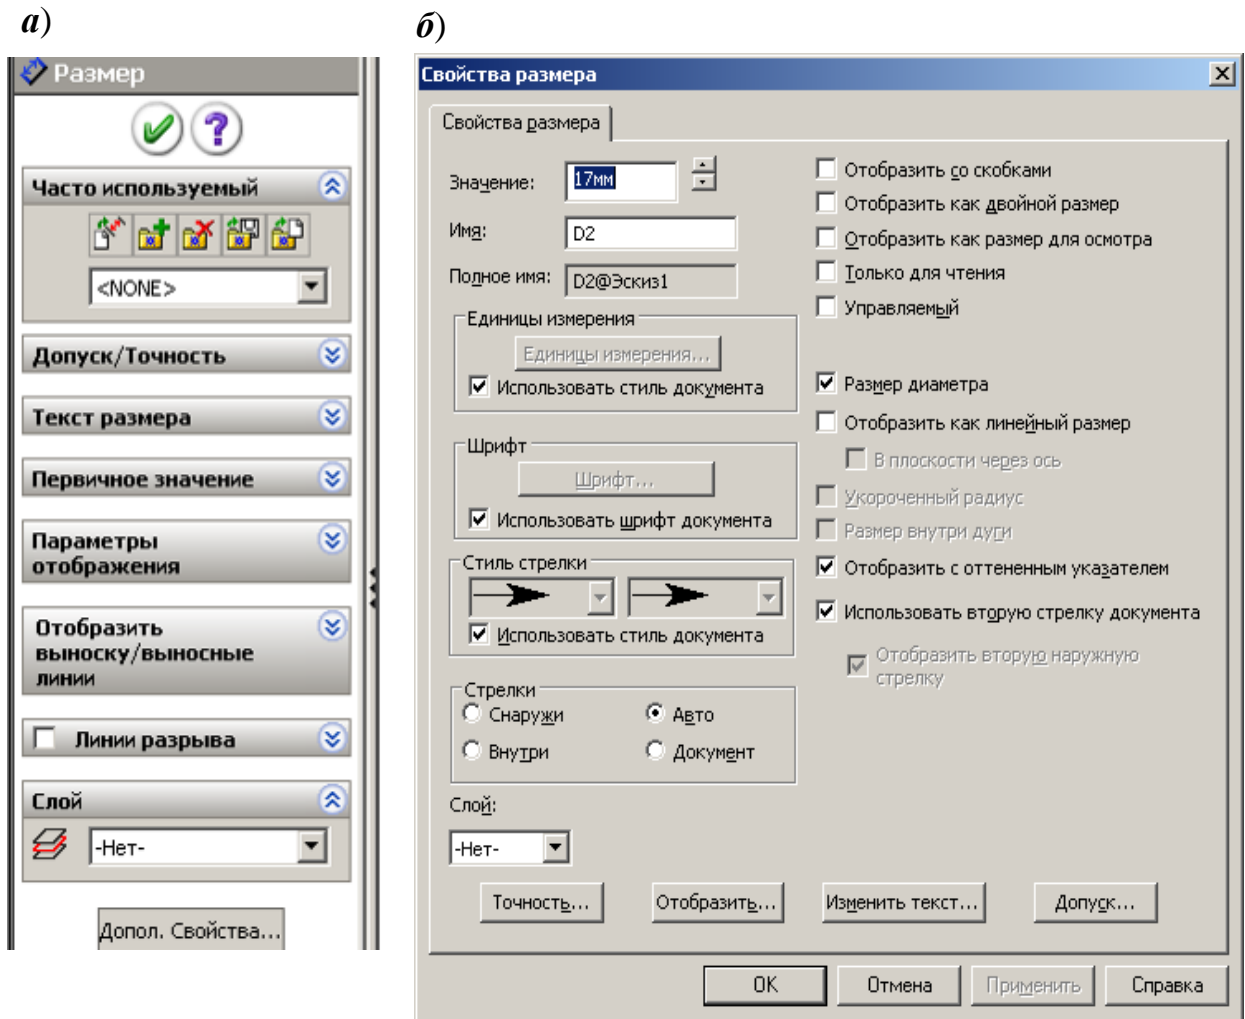 а)
Размер
Часто используемый
<NONE>
Допуск/Точность
Текст размера
Первичное значение
Параметры
отображения
Отобразить
выноску/выносные
линии
Линии разрыва
Слой
-Нет-
Допол. Свойства...
б)
Свойства размера
Свойства размера
Значение:
17мм
Имя:
D2
Полное имя:
D2@Эскиз1
Единицы измерения
Единицы измерения...
Использовать стиль документа
Шрифт
Шрифт...
Использовать шрифт документа
Стиль стрелки
Использовать стиль документа
Стрелки
Снаружи
Авто
Внутри
Документ
Слой:
-Нет-
Отобразить со скобками
Отобразить как двойной размер
Отобразить как размер для осмотра
Только для чтения
Управляемый
Размер диаметра
Отобразить как линейный размер
В плоскости через ось
Укороченный радиус
Размер внутри дуги
Отобразить с оттененным указателем
Использовать вторую стрелку документа
Отобразить вторую наружную
стрелку
Точность...
Отобразить...
Изменить текст...
Допуск...
OK
Отмена
Применить
Справка